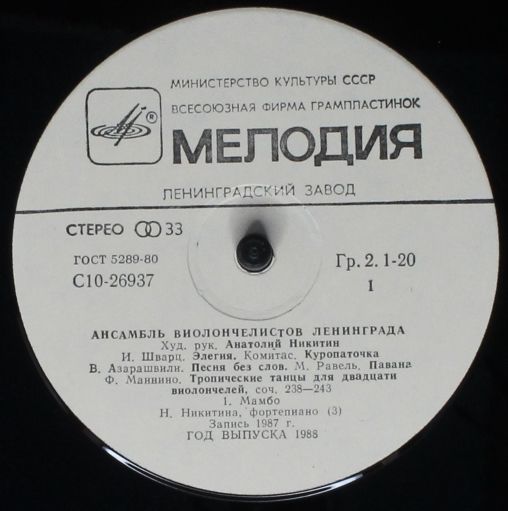 МИНИСТЕРСТВО КУЛЬТУРЫ СССР
ВСЕСОЮЗНАЯ ФИРМА ГРАМПЛАСТИНОК
®
МЕЛОДИЯ
ЛЕНИНГРАДСКИЙ ЗАВОД
СТЕРЕО 33
ГОСТ 5289-80
С10-26937
Гр. 2. 1-20
I
АНСАМБЛЬ ВИОЛОНЧЕЛИСТОВ ЛЕНИНГРАДА
Худ. рук. Анатолий Никитин
И. Шварц. Элегия. Комитас. Куропаточка
В. Азарашвили. Песня без слов. М. Равель. Павана
Ф. Маннино. Тропические танцы для двадцати
виолончелей, соч. 238—243
1. Мамбо
Н. Никитина, фортепиано (3)
Запись 1987 г.
ГОД ВЫПУСКА 1988